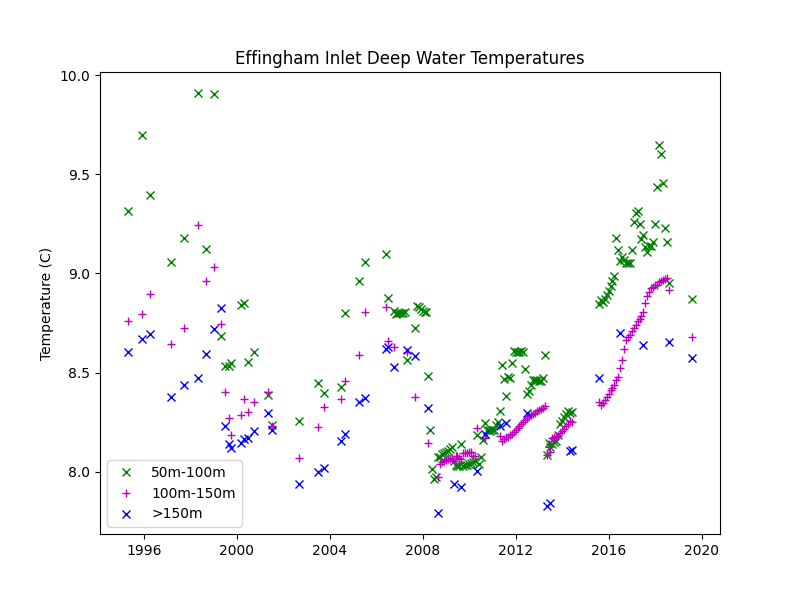 Effingham Inlet Deep Water Temperatures
10.0
9.5
9.0
8.5
8.0
Temperature (C)
50m-100m
100m-150m
>150m
1996 2000 2004 2008 2012 2016 2020